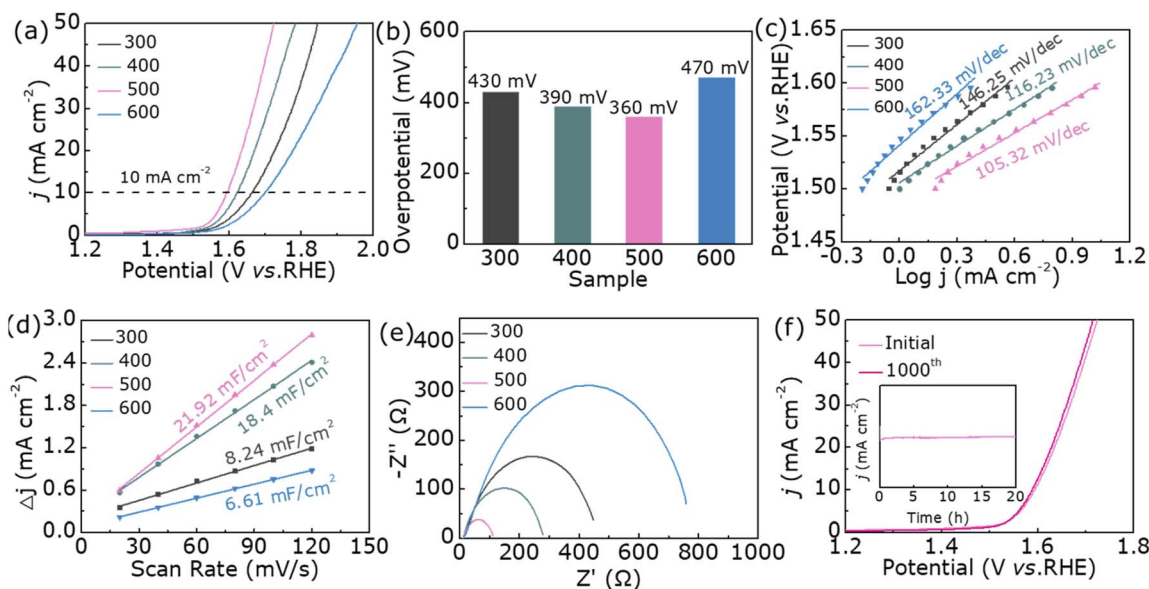 (a)
50
40
30
20
10
0
j (mA cm⁻²)
300
400
500
600
10 mA cm⁻²
1.2
1.4
1.6
1.8
2.0
Potential (V vs.RHE)
(b)
600
400
200
0
Overpotential (mV)
430 mV
390 mV
360 mV
470 mV
300
400
500
600
Sample
(c)
1.65
1.60
1.55
1.50
1.45
Potential (V vs.RHE)
300
400
500
600
162.33 mV/dec
146.25 mV/dec
116.23 mV/dec
105.32 mV/dec
-0.3
0.0
0.3
0.6
0.9
1.2
Log j (mA cm⁻²)
(d)
3.0
2.4
1.8
1.2
0.6
0.0
△j (mA cm⁻²)
300
400
500
600
21.92 mF/cm²
18.4 mF/cm²
8.24 mF/cm²
6.61 mF/cm²
0
30
60
90
120
150
Scan Rate (mV/s)
(e)
400
300
200
100
0
-Z'' (Ω)
300
400
500
600
0
200
400
600
800
1000
Z' (Ω)
(f)
50
40
30
20
10
0
j (mA cm⁻²)
Initial
1000th
j (mA cm⁻²)
0
5
10
15
20
Time (h)
1.2
1.4
1.6
1.8
Potential (V vs.RHE)